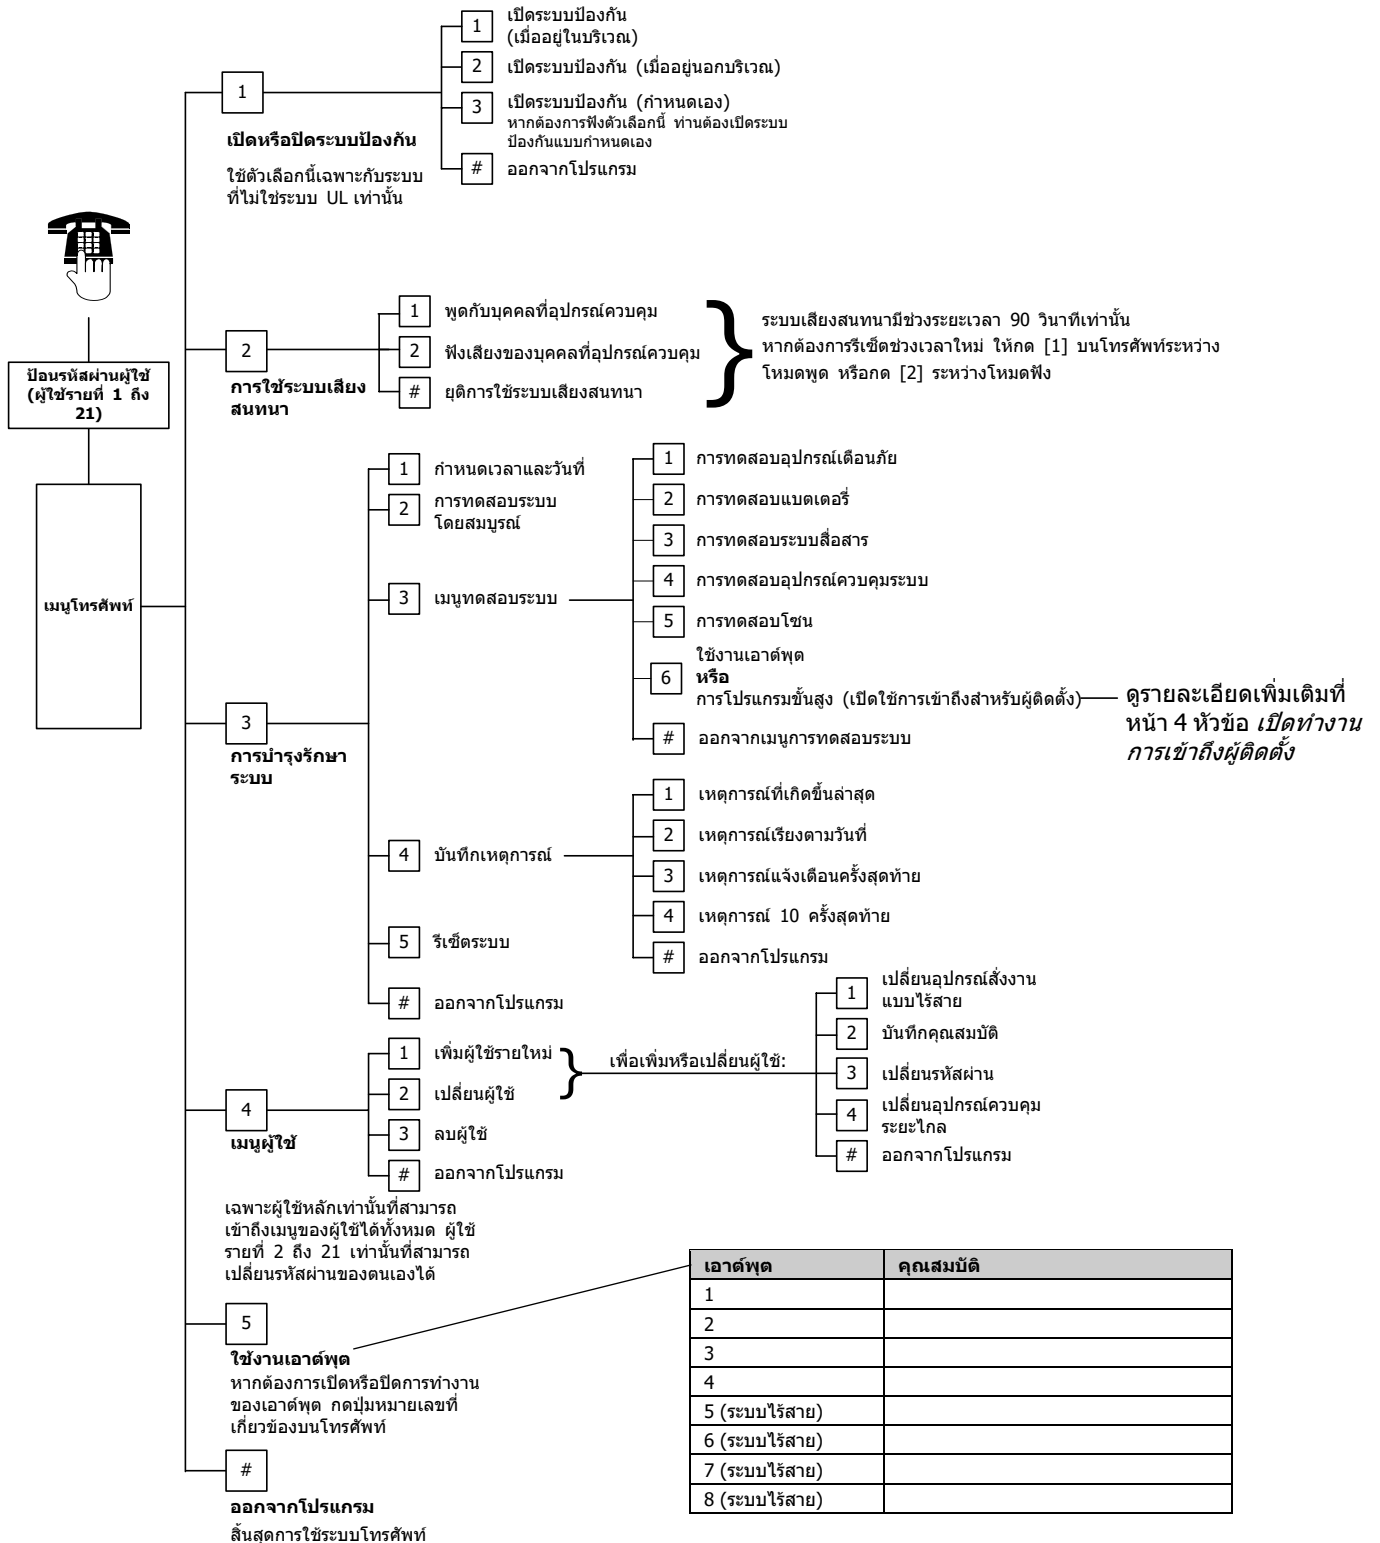 ป้อนรหัสผ่านผู้ใช้
(ผู้ใช้รายที่ 1 ถึง
21)
เมนูโทรศัพท์
1
เปิดหรือปิดระบบป้องกัน
ใช้ตัวเลือกนี้เฉพาะกับระบบ
ที่ไม่ใช่ระบบ UL เท่านั้น
1
เปิดระบบป้องกัน
(เมื่ออยู่ในบริเวณ)
2
เปิดระบบป้องกัน (เมื่ออยู่นอกบริเวณ)
3
เปิดระบบป้องกัน (กำหนดเอง)
หากต้องการฟังตัวเลือกนี้ ท่านต้องเปิดระบบ
ป้องกันแบบกำหนดเอง
#
ออกจากโปรแกรม
2
การใช้ระบบเสียง
สนทนา
1
พูดกับบุคคลที่อุปกรณ์ควบคุม
2
ฟังเสียงของบุคคลที่อุปกรณ์ควบคุม
#
ยุติการใช้ระบบเสียงสนทนา
ระบบเสียงสนทนามีช่วงระยะเวลา 90 วินาทีเท่านั้น
หากต้องการรีเซ็ตช่วงเวลาใหม่ ให้กด [1] บนโทรศัพท์ระหว่าง
โหมดพูด หรือกด [2] ระหว่างโหมดฟัง
3
การบำรุงรักษา
ระบบ
1
กำหนดเวลาและวันที่
2
การทดสอบระบบ
โดยสมบูรณ์
3
เมนูทดสอบระบบ
1
การทดสอบอุปกรณ์เตือนภัย
2
การทดสอบแบตเตอรี่
3
การทดสอบระบบสื่อสาร
4
การทดสอบอุปกรณ์ควบคุมระบบ
5
การทดสอบโซน
6
ใช้งานเอาต์พุต
หรือ
การโปรแกรมขั้นสูง (เปิดใช้การเข้าถึงสำหรับผู้ติดตั้ง)
ดูรายละเอียดเพิ่มเติมที่
หน้า 4 หัวข้อ เปิดทำงาน
การเข้าถึงผู้ติดตั้ง
#
ออกจากเมนูการทดสอบระบบ
4
บันทึกเหตุการณ์
1
เหตุการณ์ที่เกิดขึ้นล่าสุด
2
เหตุการณ์เรียงตามวันที่
3
เหตุการณ์แจ้งเตือนครั้งสุดท้าย
4
เหตุการณ์ 10 ครั้งสุดท้าย
#
ออกจากโปรแกรม
5
รีเซ็ตระบบ
#
ออกจากโปรแกรม
4
เมนูผู้ใช้
1
เพิ่มผู้ใช้รายใหม่
2
เปลี่ยนผู้ใช้
3
ลบผู้ใช้
#
ออกจากโปรแกรม
เพื่อเพิ่มหรือเปลี่ยนผู้ใช้:
1
เปลี่ยนอุปกรณ์สั่งงาน
แบบไร้สาย
2
บันทึกคุณสมบัติ
3
เปลี่ยนรหัสผ่าน
4
เปลี่ยนอุปกรณ์ควบคุม
ระยะไกล
#
ออกจากโปรแกรม
เฉพาะผู้ใช้หลักเท่านั้นที่สามารถ
เข้าถึงเมนูของผู้ใช้ได้ทั้งหมด ผู้ใช้
รายที่ 2 ถึง 21 เท่านั้นที่สามารถ
เปลี่ยนรหัสผ่านของตนเองได้
5
ใช้งานเอาต์พุต
หากต้องการเปิดหรือปิดการทำงาน
ของเอาต์พุต กดปุ่มหมายเลขที่
เกี่ยวข้องบนโทรศัพท์
#
ออกจากโปรแกรม
สิ้นสุดการใช้ระบบโทรศัพท์
เอาต์พุต คุณสมบัติ
1
2
3
4
5 (ระบบไร้สาย)
6 (ระบบไร้สาย)
7 (ระบบไร้สาย)
8 (ระบบไร้สาย)